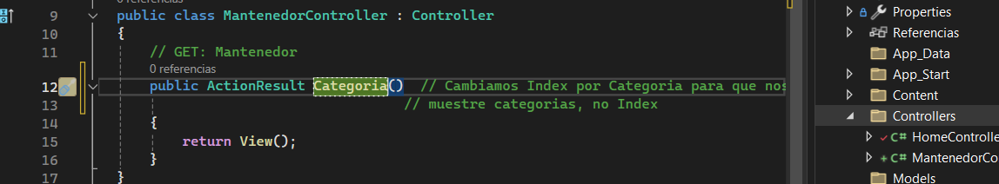 0 referencias
9 public class MantenedorController : Controller
10 {
11 // GET: Mantenedor
0 referencias
12 public ActionResult Categoria() // Cambiamos Index por Categoria para que nos
13 // muestre categorias, no Index
14 {
15 return View();
16 }
17 }
Properties
Referencias
App_Data
App_Start
Content
Controllers
C# HomeControlle
C# MantenedorCo
Models